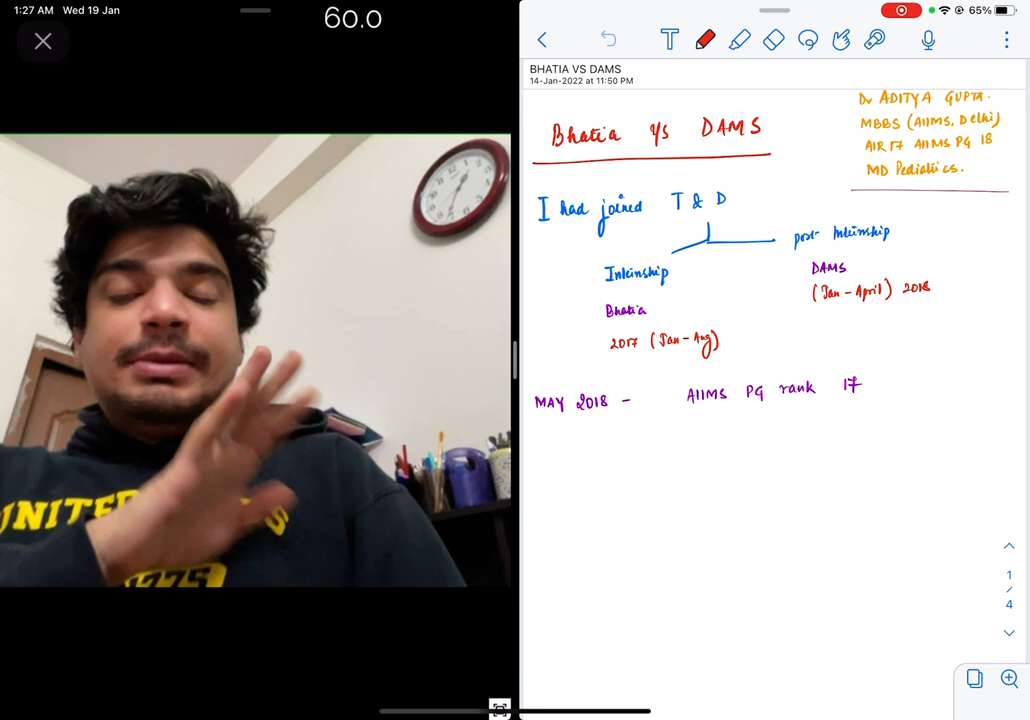 1:27 AM Wed 19 Jan
60.0
65%
BHATIA VS DAMS
14-Jan-2022 at 11:50 PM
Dr ADITYA GUPTA.
MBBS (AIIMS, Delhi)
AIR 17 AIIMS PG 18
MD Pediatrics.
Bhatia v/s DAMS
I had joined T & D
Internship
post-Internship
Bhatia
DAMS
2017 (Jan-Aug)
(Jan-April) 2018
MAY 2018 - AIIMS PG rank 17
UNITE
S
1775
1
/
4